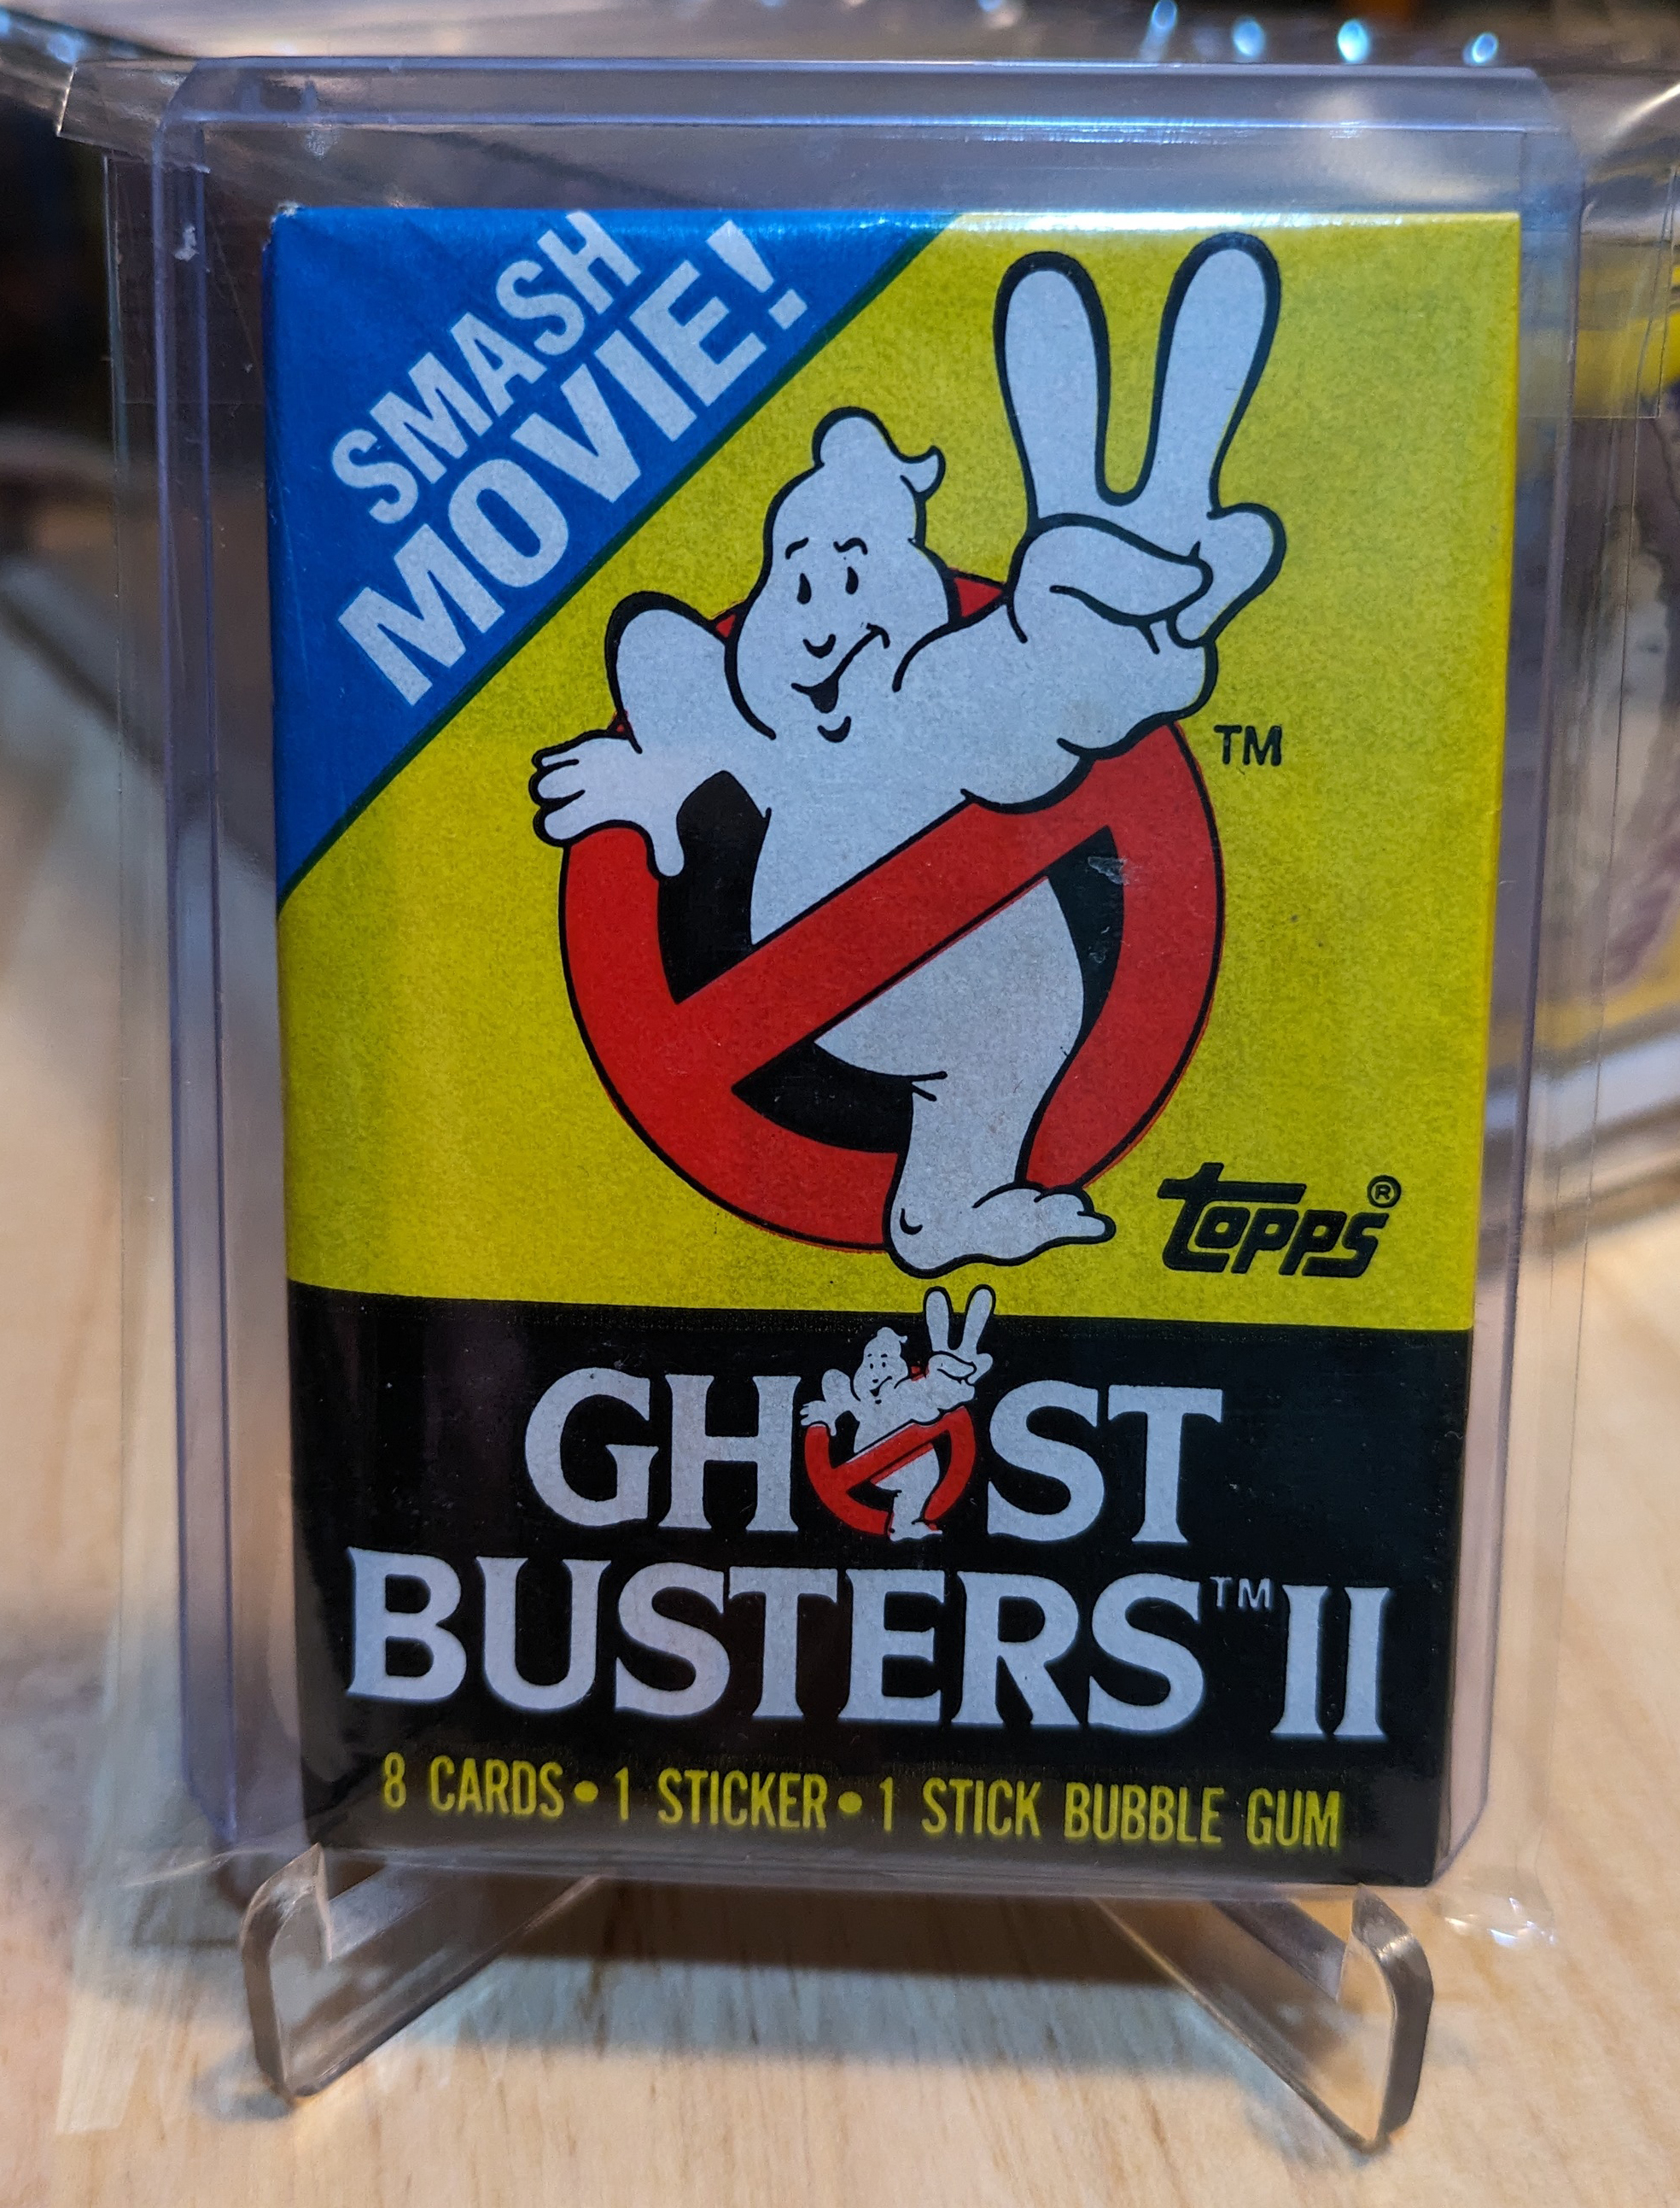 SMASH
MOVIE!
TM
topps®
GHOST
BUSTERS™ II
8 CARDS • 1 STICKER • 1 STICK BUBBLE GUM